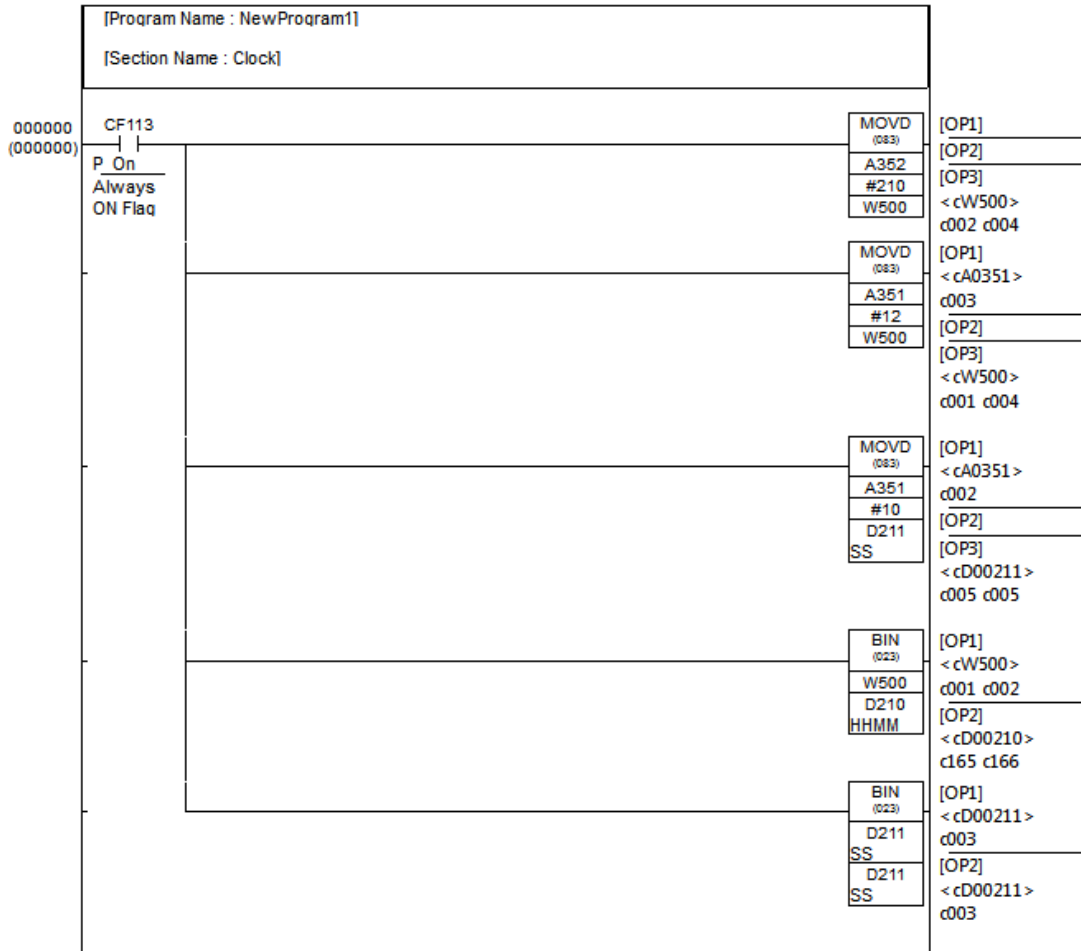 [Program Name : NewProgram1]
[Section Name : Clock]
000000
(000000)
CF113
P_On
Always
ON Flag
MOVD
(083)
A352
#210
W500
[OP1]
[OP2]
[OP3]
<cW500>
c002 c004
MOVD
(083)
A351
#12
W500
[OP1]
<cA0351>
c003
[OP2]
[OP3]
<cW500>
c001 c004
MOVD
(083)
A351
#10
D211
SS
[OP1]
<cA0351>
c002
[OP2]
[OP3]
<cD00211>
c005 c005
BIN
(023)
W500
D210
HHMM
[OP1]
<cW500>
c001 c002
[OP2]
<cD00210>
c165 c166
BIN
(023)
D211
SS
D211
SS
[OP1]
<cD00211>
c003
[OP2]
<cD00211>
c003